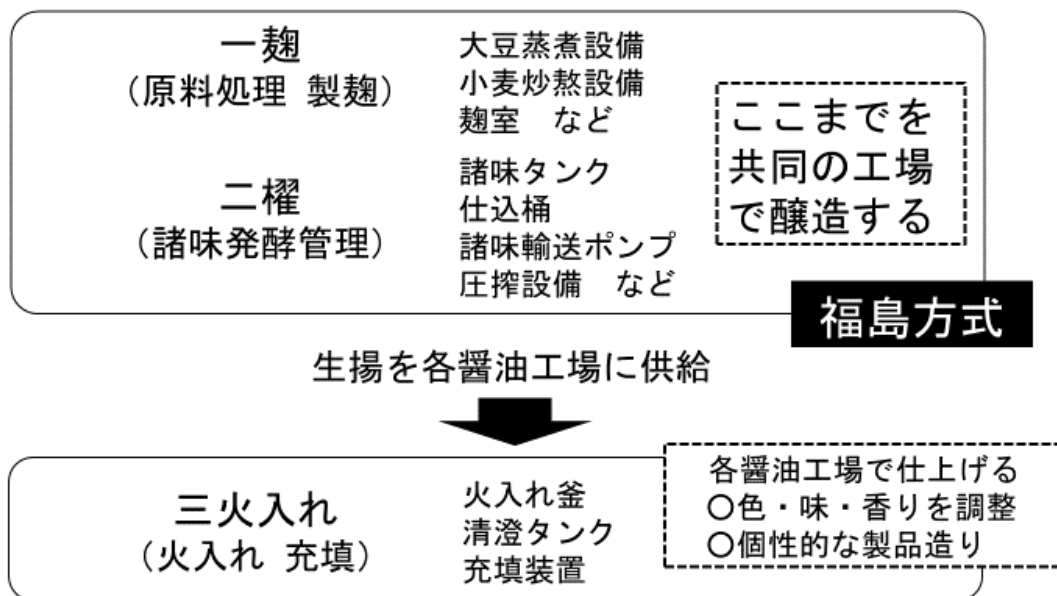 一麹
（原料処理 製麹）
大豆蒸煮設備
小麦炒熬設備
麹室　など
二櫂
（諸味発酵管理）
諸味タンク
仕込桶
諸味輸送ポンプ
圧搾設備　など
ここまでを
共同の工場
で醸造する
福島方式
生揚を各醤油工場に供給
三火入れ
（火入れ 充填）
火入れ釜
清澄タンク
充填装置
各醤油工場で仕上げる
〇色・味・香りを調整
〇個性的な製品造り